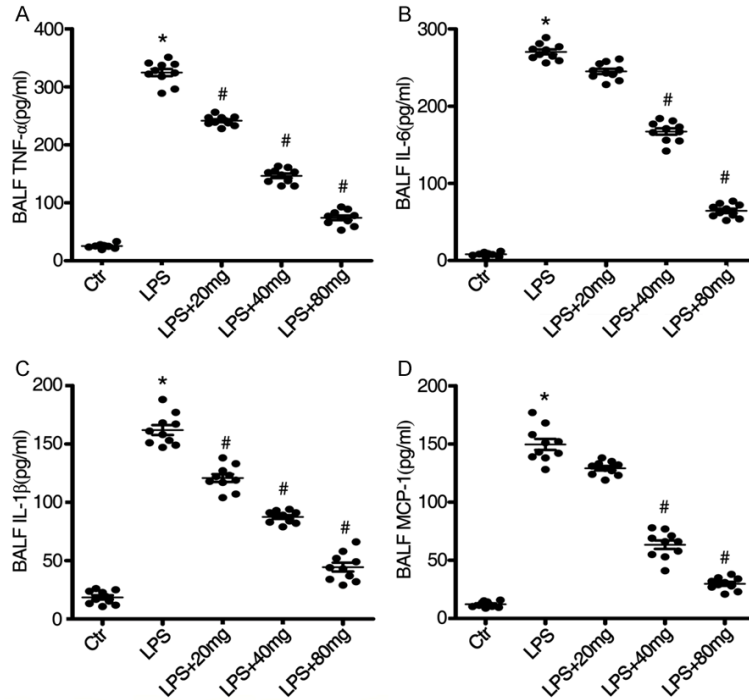 A
BALF TNF-α(pg/ml)
400
300
200
100
0
*
#
#
#
Ctr
LPS
LPS+20mg
LPS+40mg
LPS+80mg
B
BALF IL-6(pg/ml)
300
200
100
0
*
#
#
Ctr
LPS
LPS+20mg
LPS+40mg
LPS+80mg
C
BALF IL-1β(pg/ml)
200
150
100
50
0
*
#
#
#
Ctr
LPS
LPS+20mg
LPS+40mg
LPS+80mg
D
BALF MCP-1(pg/ml)
200
150
100
50
0
*
#
#
Ctr
LPS
LPS+20mg
LPS+40mg
LPS+80mg